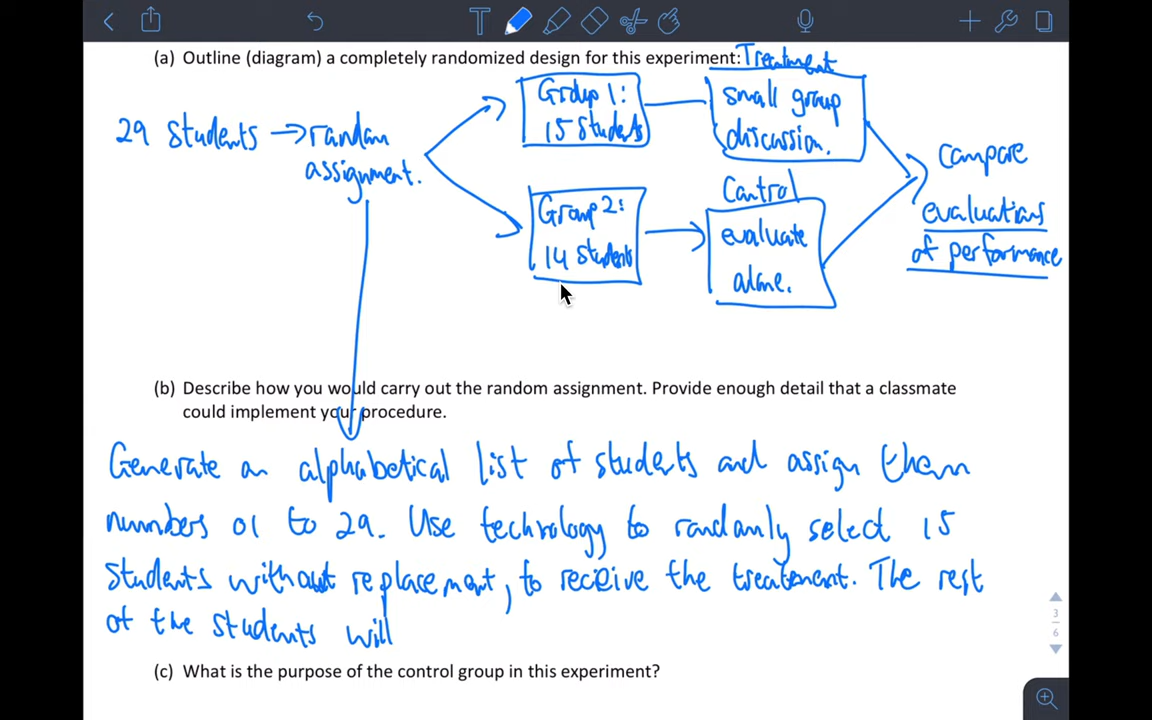 (a) Outline (diagram) a completely randomized design for this experiment: Treatment
29 students → random
assignment.
Group 1:
15 students
small group
discussion.
Group 2:
14 students
Control
evaluate
alone.
Compare
evaluations
of performance
(b) Describe how you would carry out the random assignment. Provide enough detail that a classmate
could implement your procedure.
Generate an alphabetical list of students and assign them
numbers 01 to 29. Use technology to randomly select 15
students without replacement, to receive the treatment. The rest
of the students will
(c) What is the purpose of the control group in this experiment?
3
6